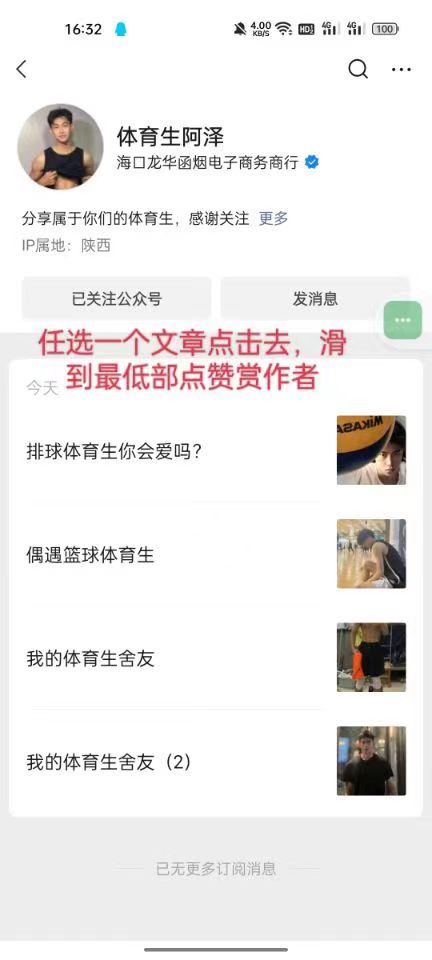 16:32
4.00 KB/S
HD
4G
4G
100
体育生阿泽
海口龙华函烟电子商务商行
分享属于你们的体育生，感谢关注 更多
IP属地：陕西
已关注公众号
发消息
任选一个文章点击去，滑
到最低部点赞赏作者
今天
排球体育生你会爱吗？
MIKASA
偶遇篮球体育生
我的体育生舍友
我的体育生舍友（2）
已无更多订阅消息